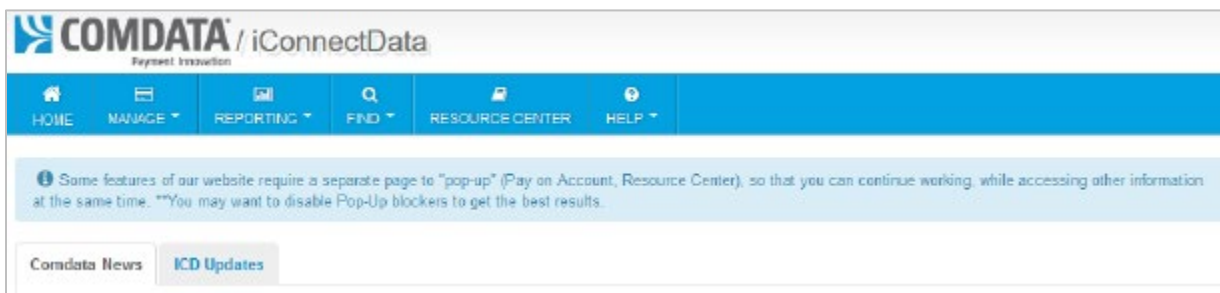 COMDATA / iConnectData
Payment Innovation
HOME MANAGE REPORTING FIND RESOURCE CENTER HELP
Some features of our website require a separate page to "pop-up" (Pay on Account, Resource Center), so that you can continue working, while accessing other information
at the same time. **You may want to disable Pop-Up blockers to get the best results.
Comdata News ICD Updates